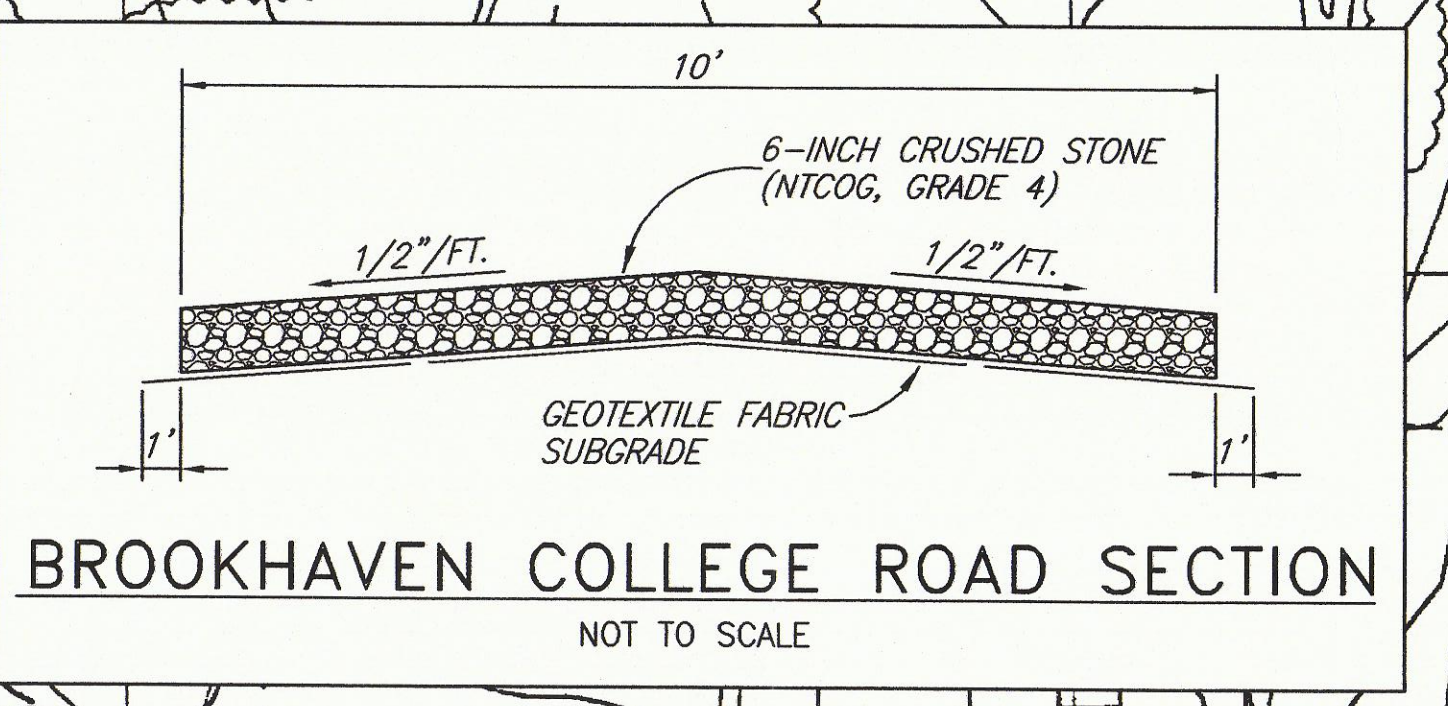 10'
6-INCH CRUSHED STONE
(NTCOG, GRADE 4)
1/2"/FT.
1/2"/FT.
GEOTEXTILE FABRIC
SUBGRADE
1'
1'
BROOKHAVEN COLLEGE ROAD SECTION
NOT TO SCALE